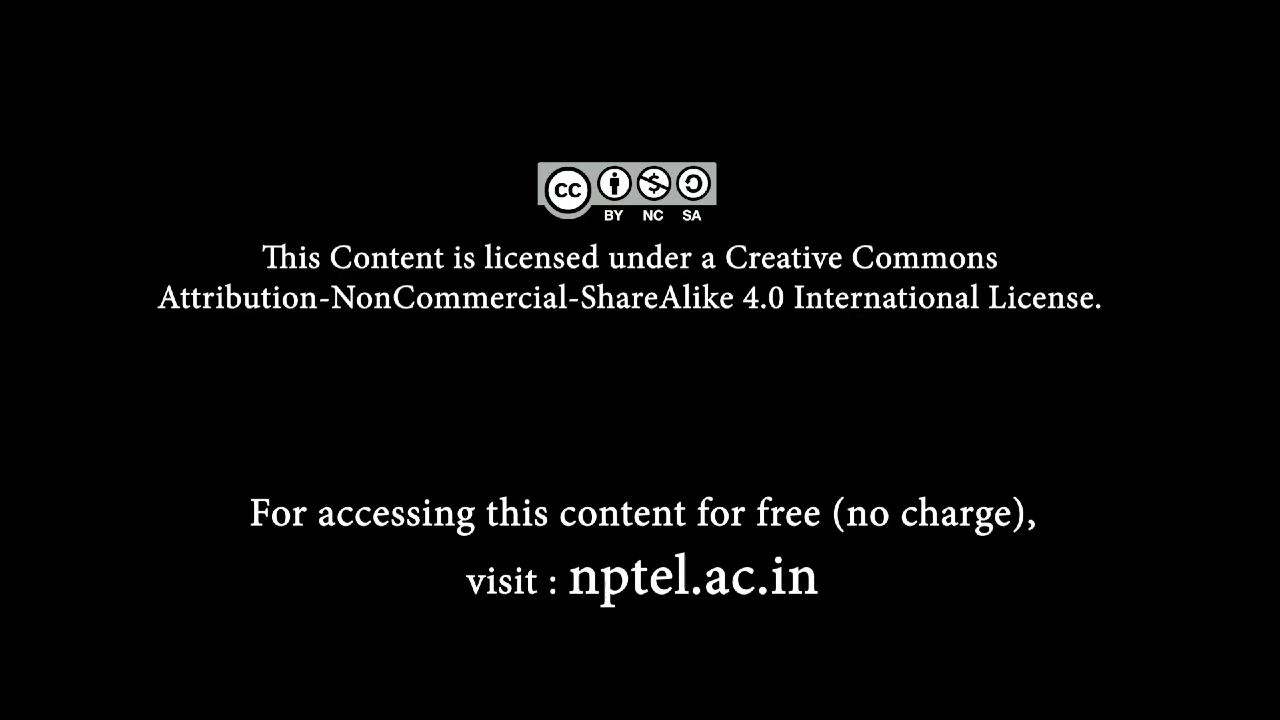 cc
BY NC SA
This Content is licensed under a Creative Commons
Attribution-NonCommercial-ShareAlike 4.0 International License.
For accessing this content for free (no charge),
visit : nptel.ac.in